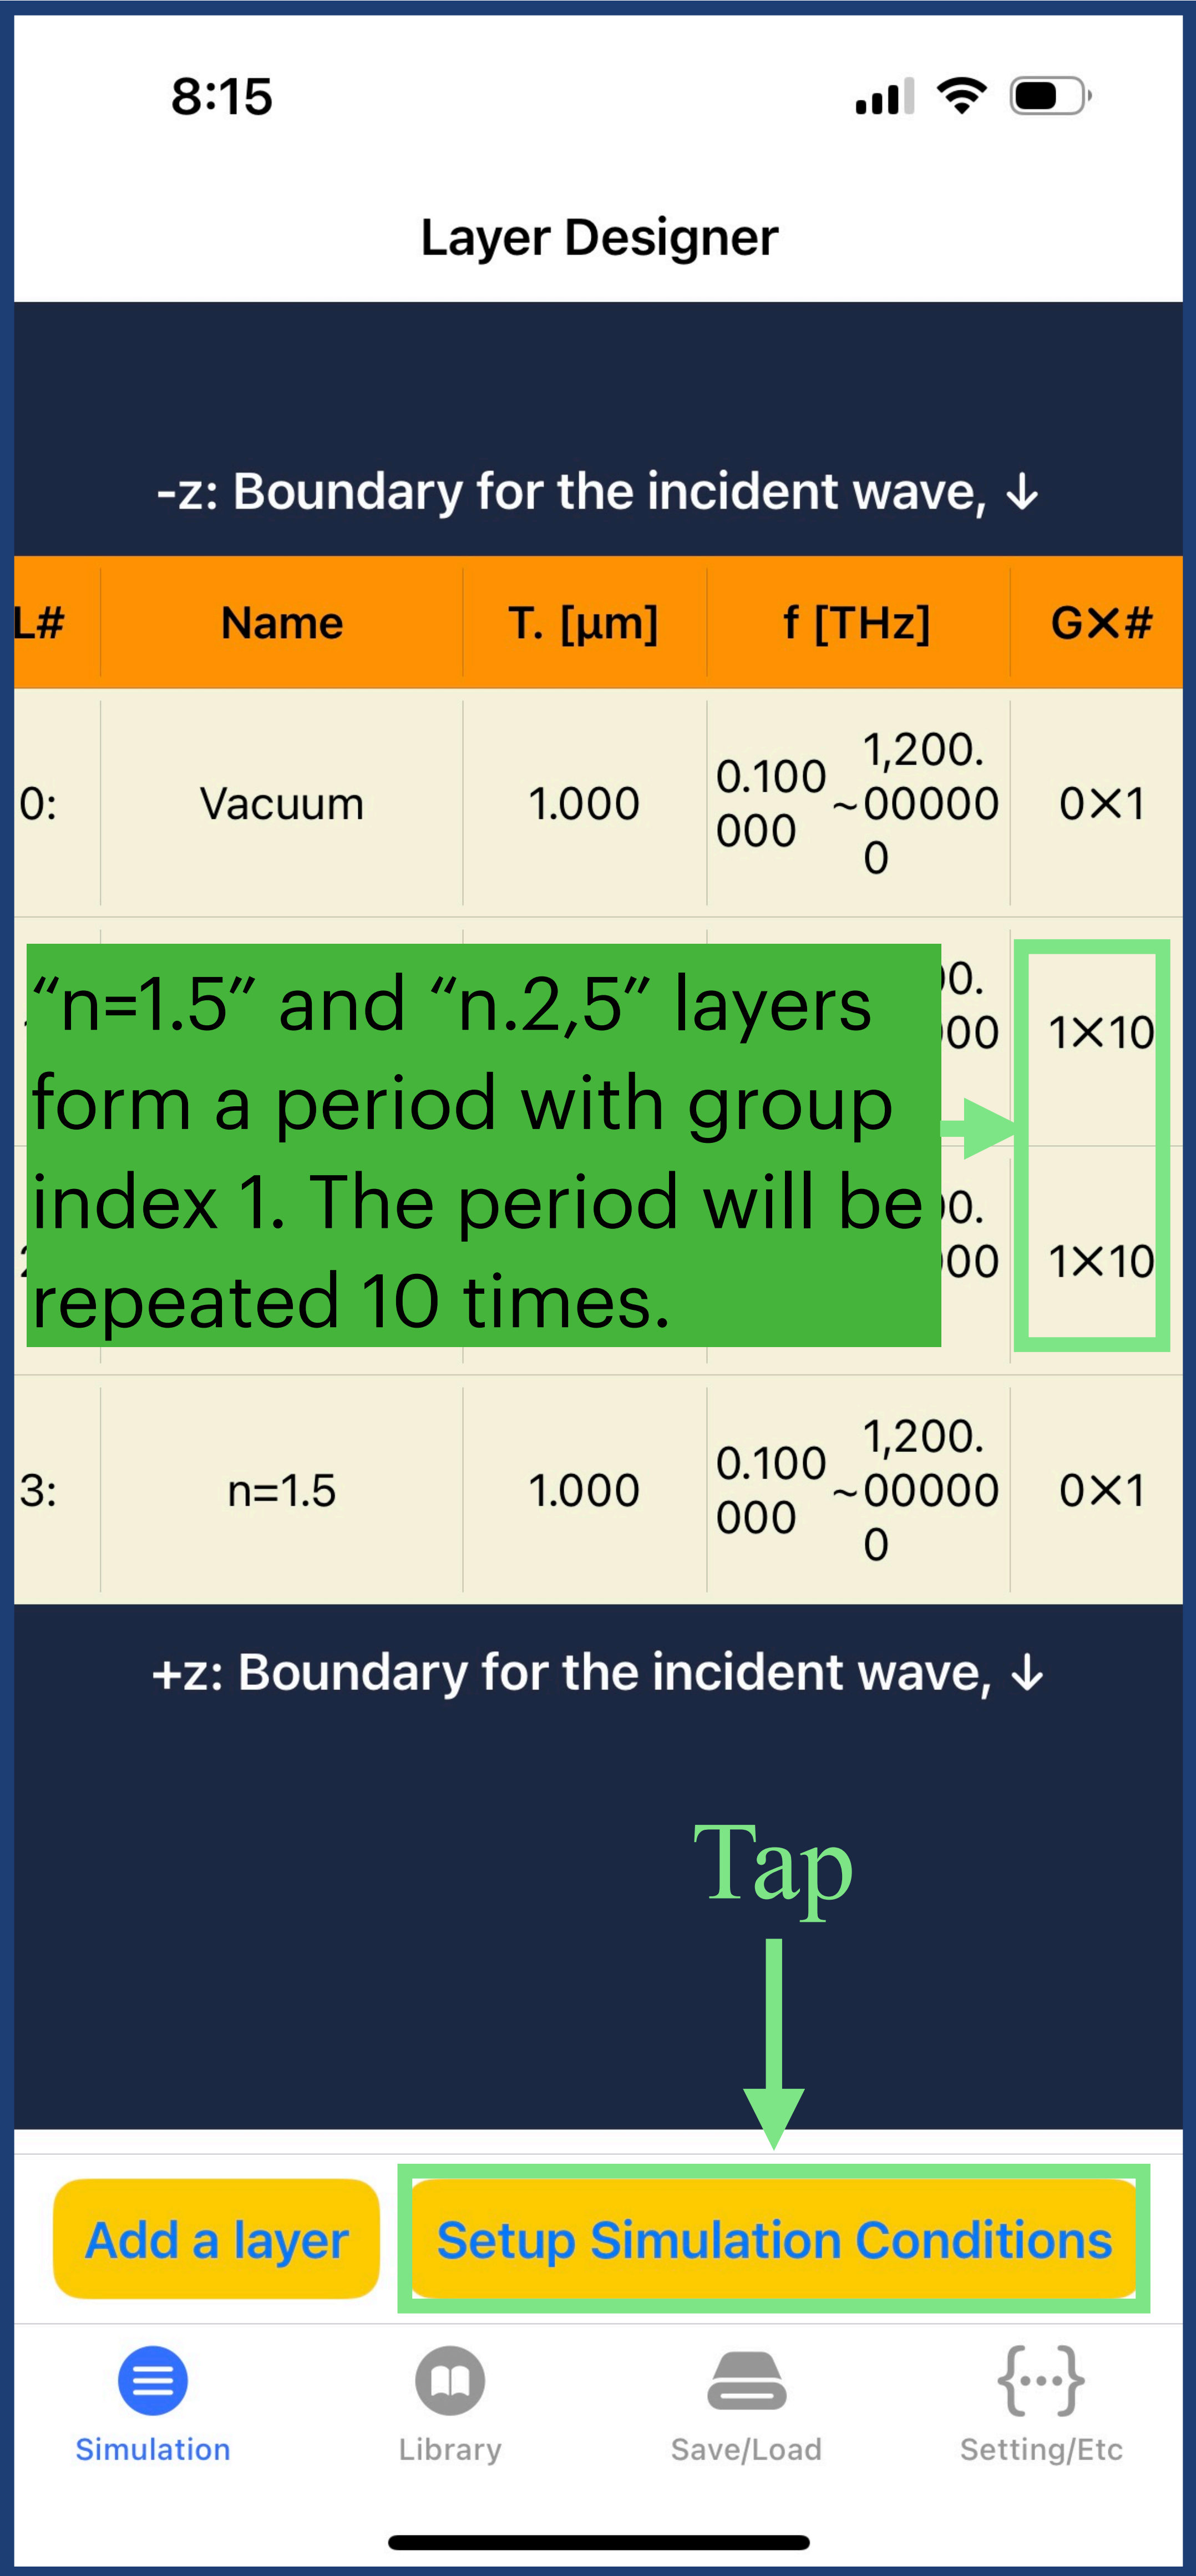 8:15
Layer Designer
-z: Boundary for the incident wave, ↓
L# Name T. [μm] f [THz] G×#
0: Vacuum 1.000 0.100 000 ~ 1,200. 00000 0 0×1
“n=1.5” and “n.2,5” layers
form a period with group
index 1. The period will be
repeated 10 times.
00 1×10
00 1×10
3: n=1.5 1.000 0.100 000 ~ 1,200. 00000 0 0×1
+z: Boundary for the incident wave, ↓
Tap
Add a layer Setup Simulation Conditions
Simulation Library Save/Load Setting/Etc